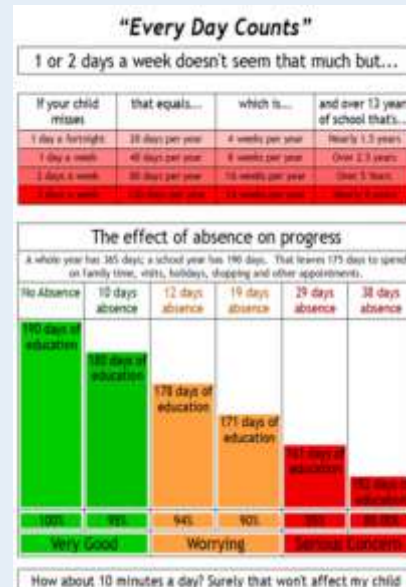 "Every Day Counts"
1 or 2 days a week doesn't seem that much but...
If your child misses
that equals...
which is...
and over 13 years of school that's...
1 day a fortnight
20 days per year
4 weeks per year
Nearly 1.5 years
1 day a week
40 days per year
8 weeks per year
Over 2.5 years
2 days a week
80 days per year
16 weeks per year
Over 5 Years
The effect of absence on progress
A whole year has 365 days; a school year has 190 days. That leaves 175 days to spend
on family time, visits, holidays, shopping and other appointments.
No Absence
10 days
absence
12 days
absence
19 days
absence
29 days
absence
38 days
absence
190 days of
education
180 days of
education
178 days of
education
171 days of
education
161 days of
education
152 days of
education
100%
95%
94%
90%
Very Good
Worrying
Serious Concern
How about 10 minutes a day? Surely that won't affect my child